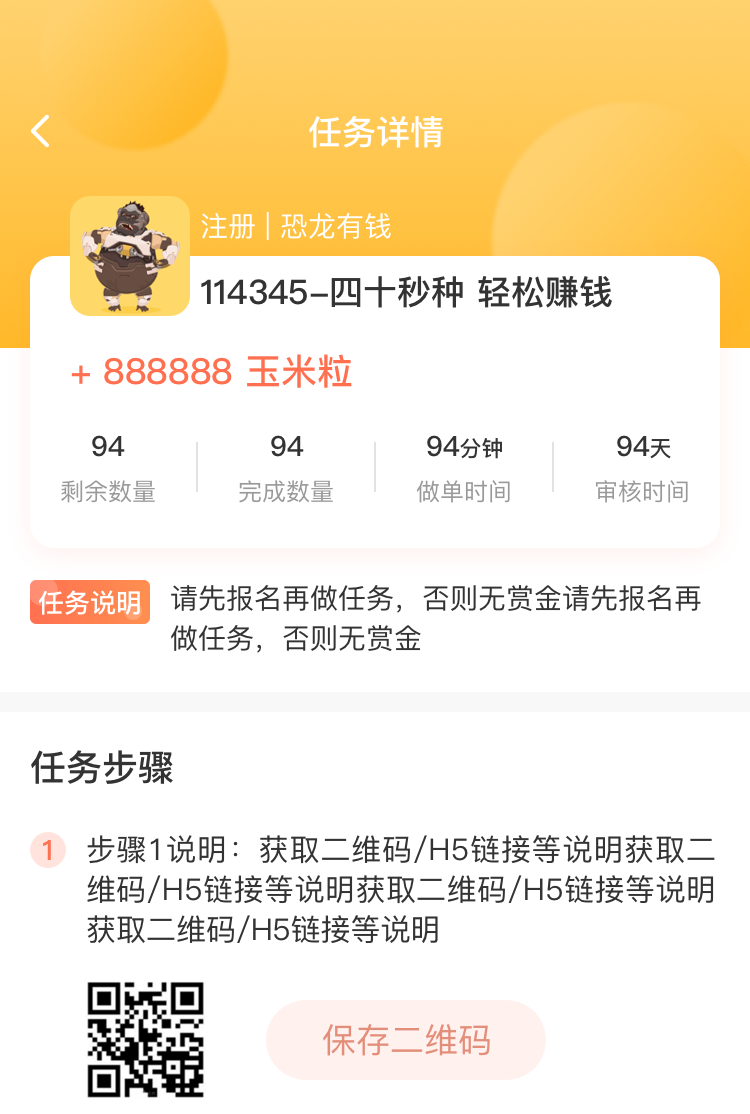 任务详情
注册 | 恐龙有钱
114345-四十秒种 轻松赚钱
+ 888888 玉米粒
94 94 94分钟 94天
剩余数量 完成数量 做单时间 审核时间
任务说明 请先报名再做任务，否则无赏金请先报名再
做任务，否则无赏金
任务步骤
1 步骤1说明：获取二维码/H5链接等说明获取二
维码/H5链接等说明获取二维码/H5链接等说明
获取二维码/H5链接等说明
保存二维码